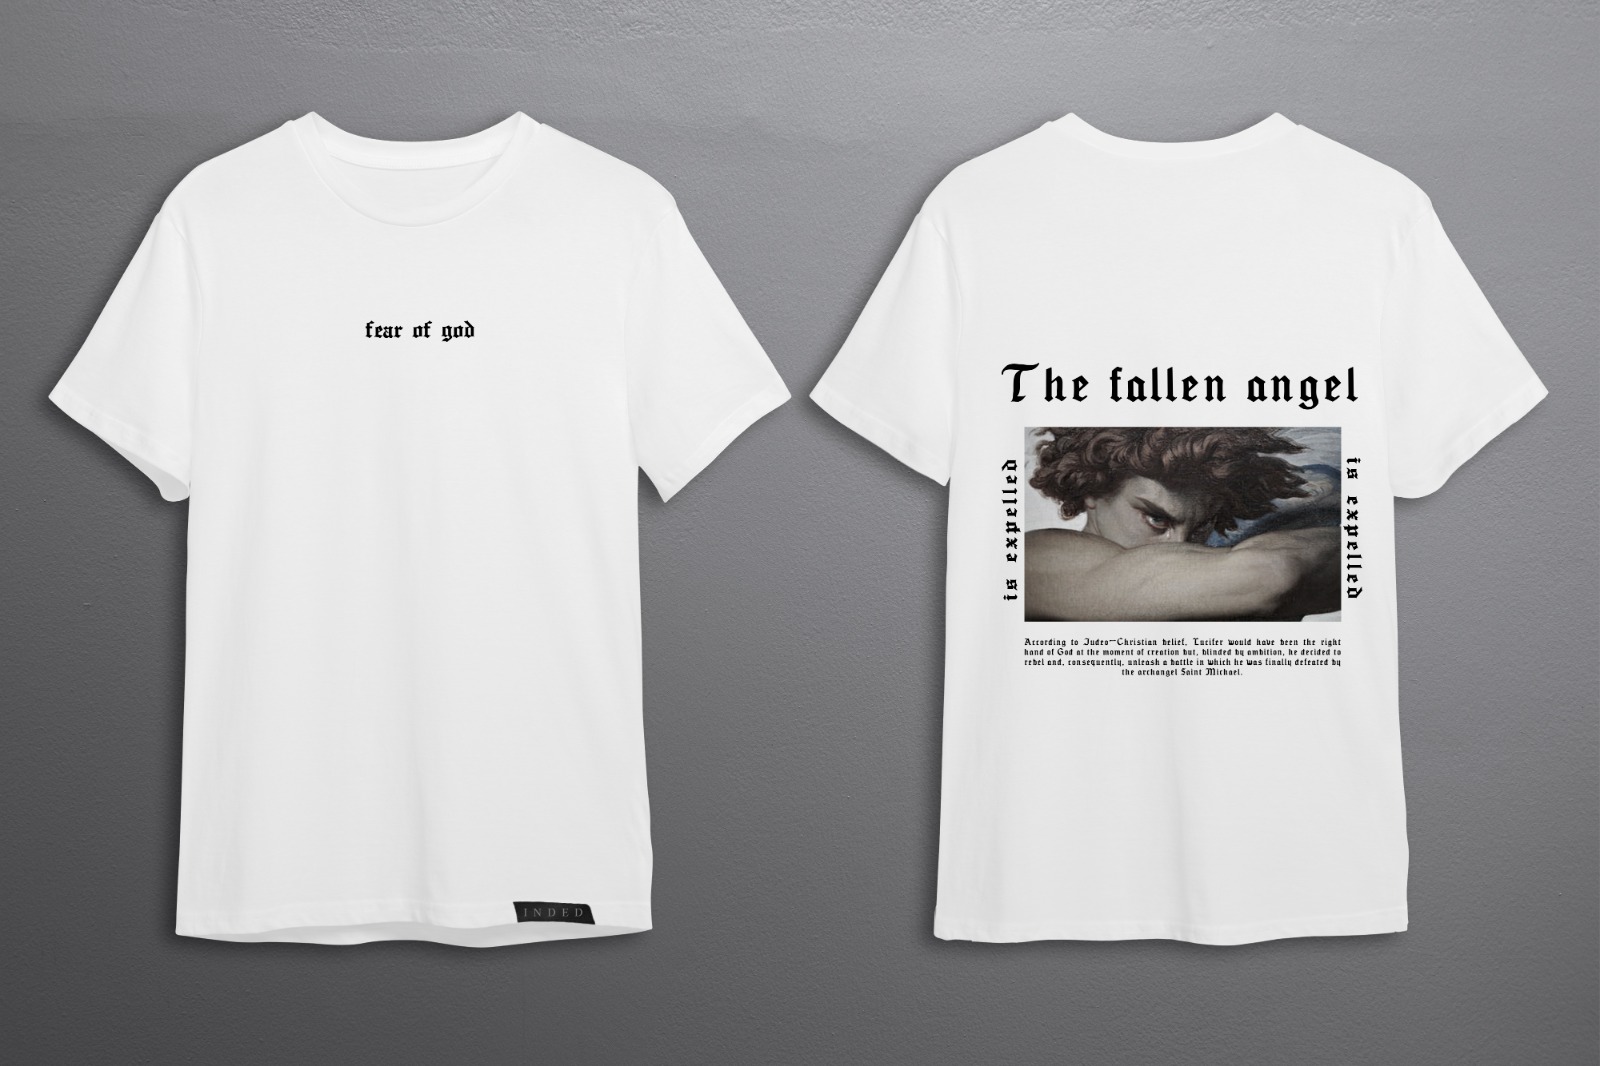 fear of god
INDED
The fallen angel
is expelled
is expelled
According to Judeo-Christian belief, Lucifer would have been the right
hand of God at the moment of creation but, blinded by ambition, he decided to
rebel and, consequently, unleash a battle in which he was finally defeated by
the archangel Saint Michael.